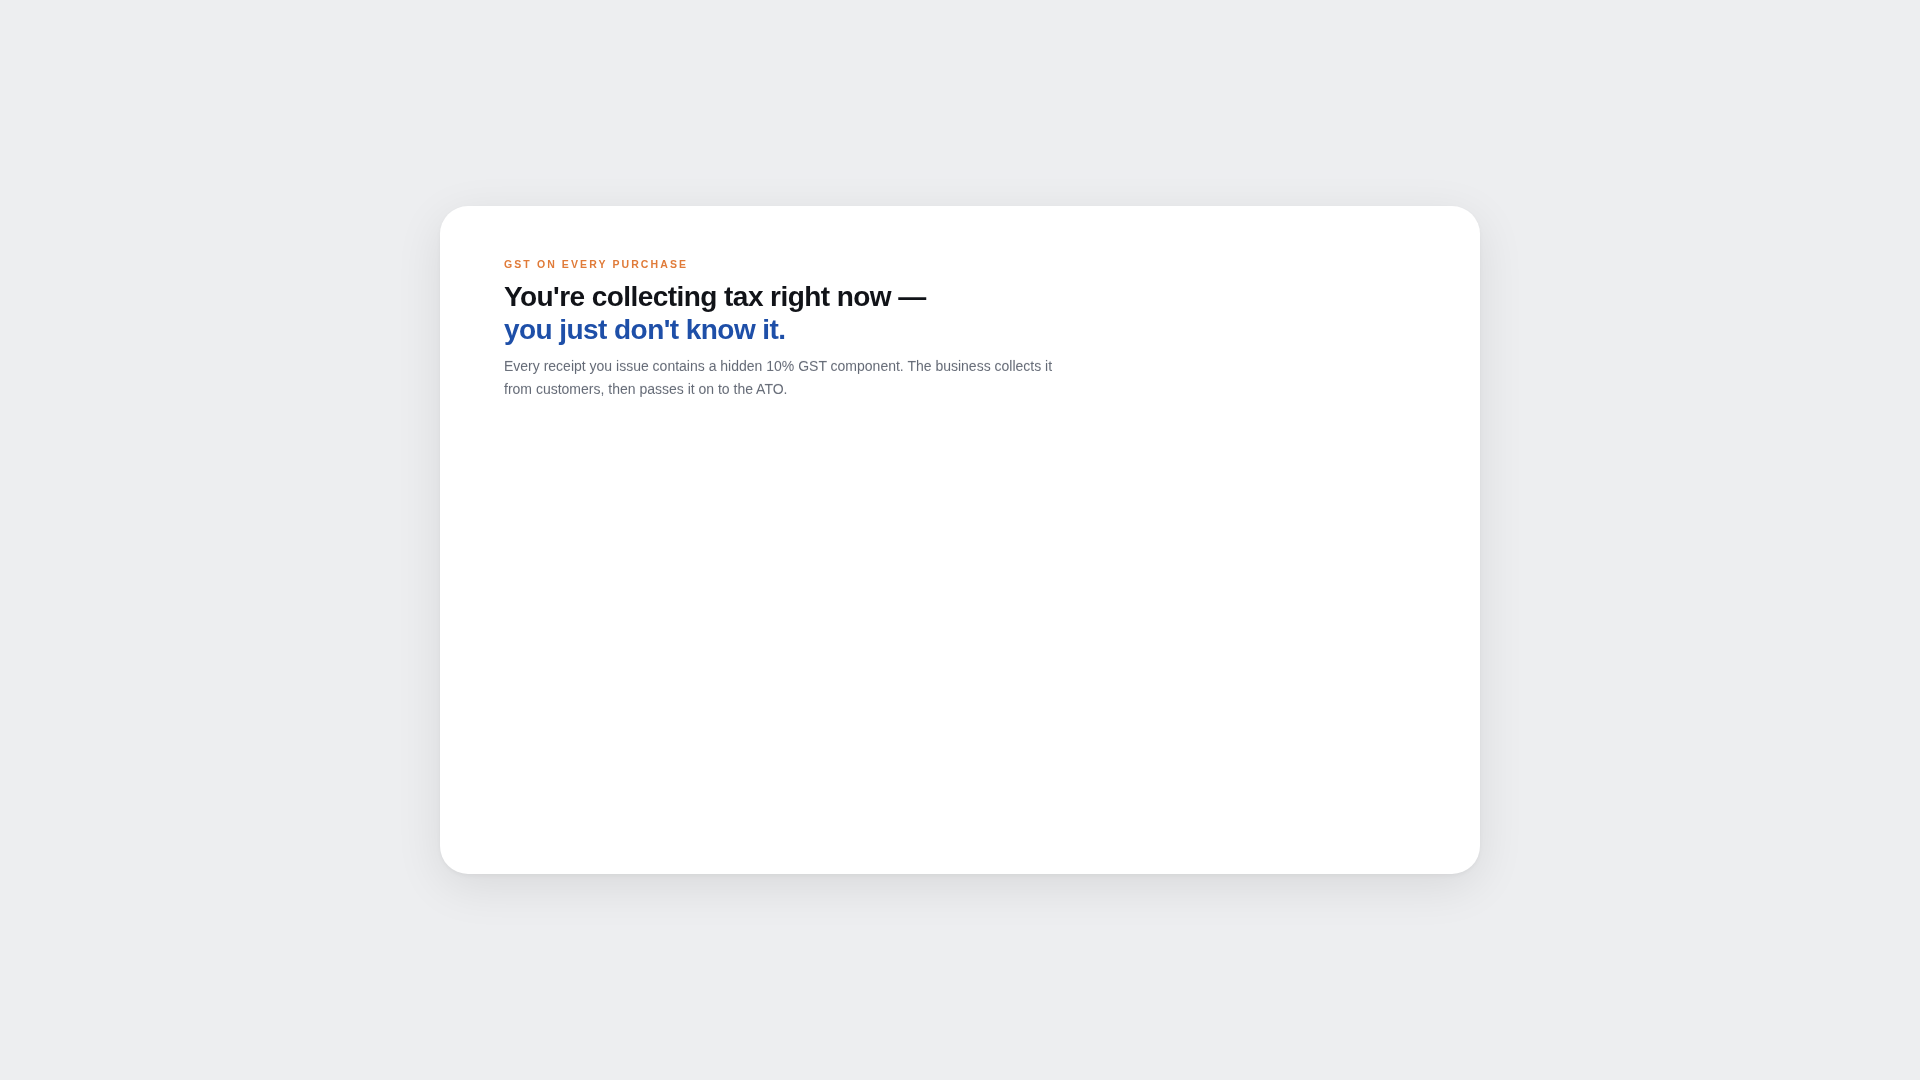 GST ON EVERY PURCHASE
You're collecting tax right now —
you just don't know it.
Every receipt you issue contains a hidden 10% GST component. The business collects it
from customers, then passes it on to the ATO.